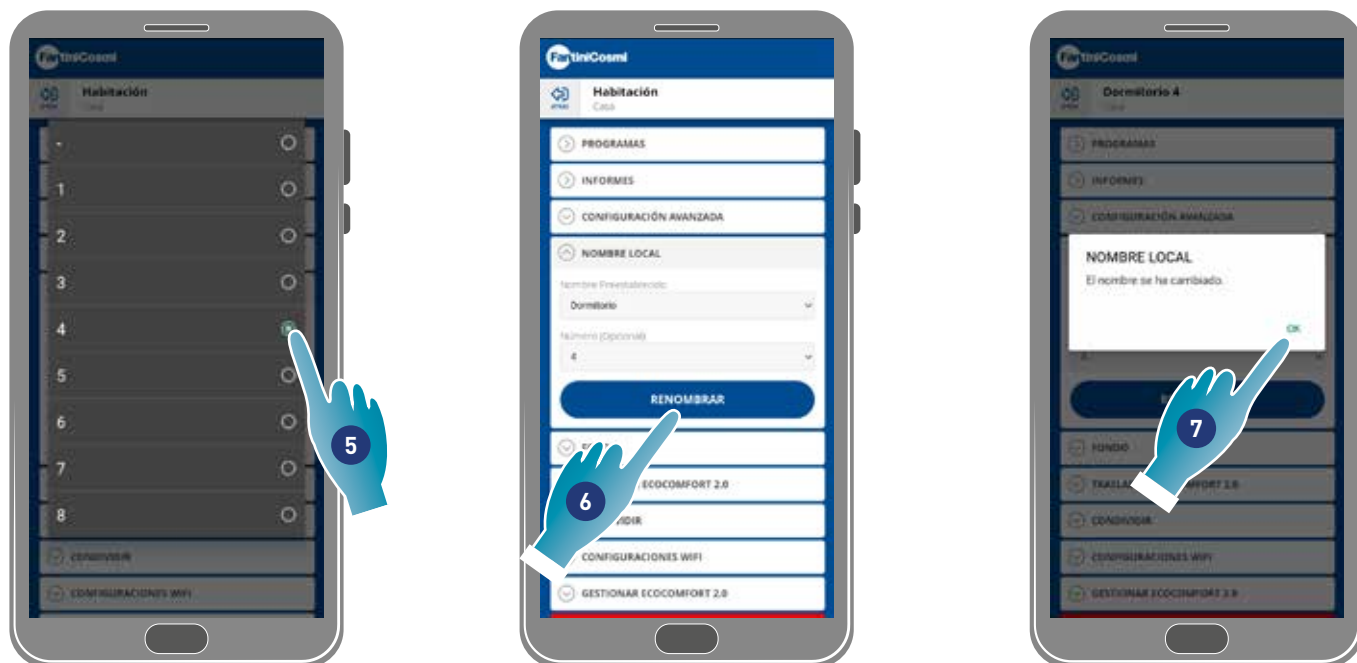 FantiniCosmi
Habitación
Casa
-
1
2
3
4
5
6
7
8
CONDIVIDIR
CONFIGURACIONES WIFI
5
FantiniCosmi
ATRÁS
Habitación
Casa
PROGRAMAS
INFORMES
CONFIGURACIÓN AVANZADA
NOMBRE LOCAL
Nombre Preestablecido
Dormitorio
Número (Opcional)
4
RENOMBRAR
ECOCOMFORT 2.0
CONFIGURACIONES WIFI
GESTIONAR ECOCOMFORT 2.0
6
FantiniCosmi
Dormitorio 4
Casa
PROGRAMAS
INFORMES
CONFIGURACIÓN AVANZADA
NOMBRE LOCAL
El nombre se ha cambiado.
OK
FONDO
CONDIVIDIR
CONFIGURACIONES WIFI
GESTIONAR ECOCOMFORT 2.0
7